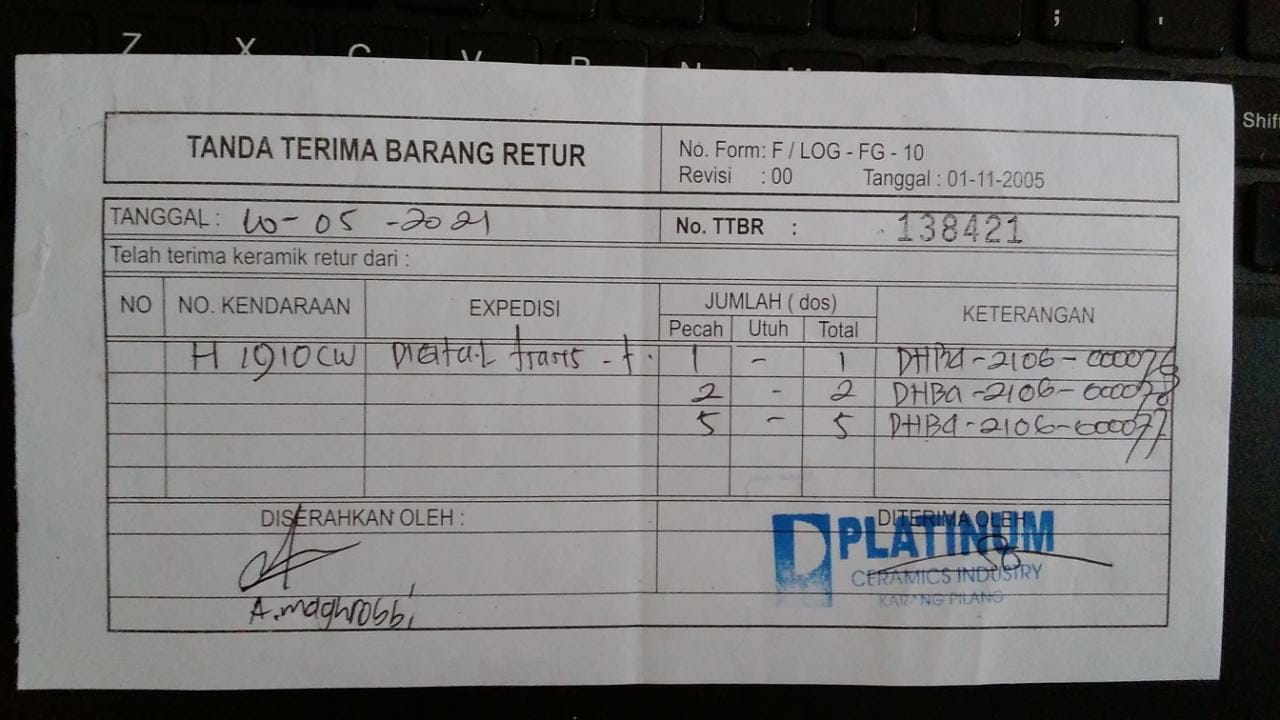 Z X C V B N M ; '
Shift
TANDA TERIMA BARANG RETUR
No. Form: F / LOG - FG - 10
Revisi : 00 Tanggal : 01-11-2005
TANGGAL : - 05 - 2021
No. TTBR : 138421
Telah terima keramik retur dari :
NO NO. KENDARAAN EXPEDISI JUMLAH ( dos) KETERANGAN
Pecah Utuh Total
H 1910 CW Digital trans - t. 1 - 1 DHBa-2106-000076
2 - 2 DHBa-2106-000078
5 - 5 DHBa-2106-000077
DISERAHKAN OLEH :
DITERIMA OLEH
A. maghrobbi
PLATINUM
CERAMICS INDUSTRY
KARANG PILANG